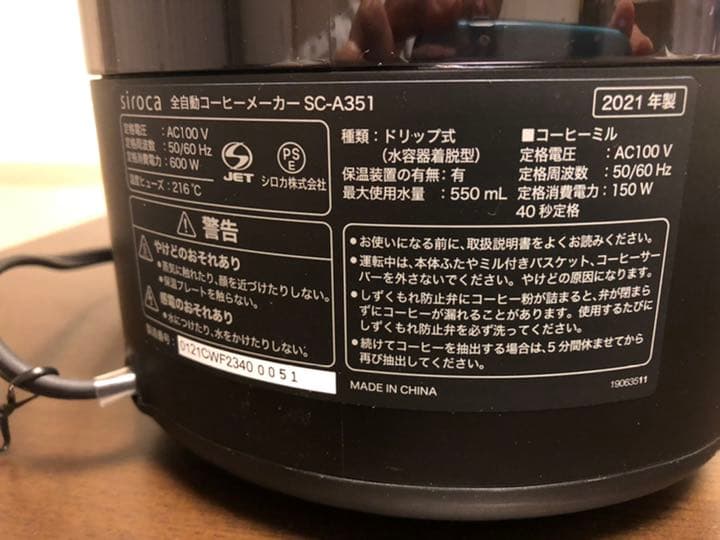 siroca 全自動コーヒーメーカー SC-A351
2021年製
定格電圧 : AC100 V
定格周波数 : 50/60 Hz
定格消費電力 : 600 W
温度ヒューズ : 216℃
JET
PS
E
シロカ株式会社
種類 : ドリップ式
(水容器着脱型)
保温装置の有無 : 有
最大使用水量 : 550 mL
■コーヒーミル
定格電圧 : AC100 V
定格周波数 : 50/60 Hz
定格消費電力 : 150 W
40秒定格
警告
やけどのおそれあり
●蒸気に触れたり、顔を近づけたりしない。
●保温プレートを触らない。
感電のおそれあり
●水につけたり、水をかけたりしない。
製造番号 : 0121CWF2340 0051
●お使いになる前に、取扱説明書をよくお読みください。
●運転中は、本体ふたやミル付きバスケット、コーヒーサー
バーを外さないでください。やけどの原因になります。
●しずくもれ防止弁にコーヒー粉が詰まると、弁が閉まら
ずにコーヒーが漏れることがあります。使用するたびに
しずくもれ防止弁を必ず洗ってください。
●続けてコーヒーを抽出する場合は、5分間休ませてから
再び抽出してください。
MADE IN CHINA
19063511